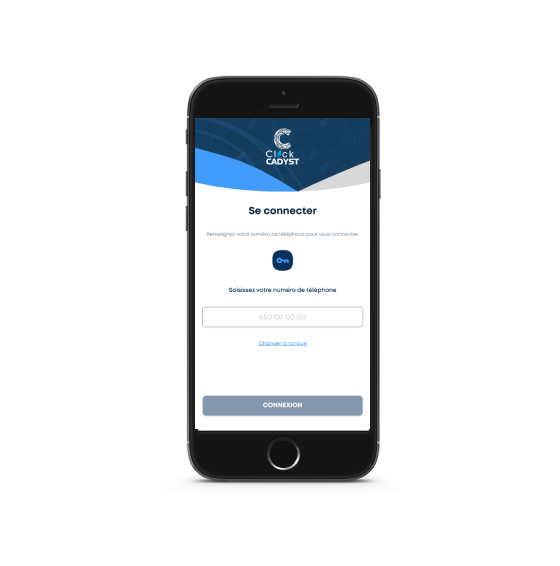 Click
CADYST
Se connecter
Renseignez votre numéro de téléphone pour vous connecter.
Saisissez votre numéro de téléphone
650 00 00 00
Changer la langue
CONNEXION